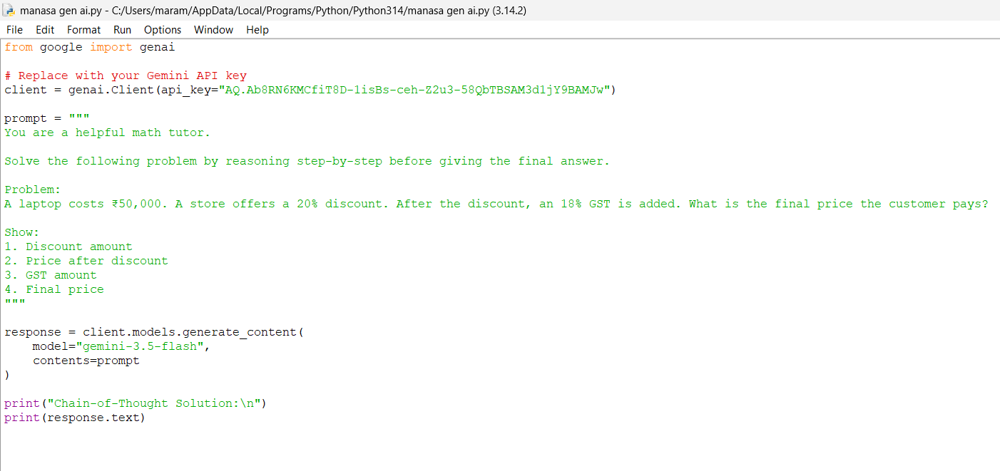 manasa gen ai.py - C:/Users/maram/AppData/Local/Programs/Python/Python314/manasa gen ai.py (3.14.2)
File Edit Format Run Options Window Help
from google import genai
# Replace with your Gemini API key
client = genai.Client(api_key="AQ.Ab8RN6KMCfiT8D-1isBs-ceh-Z2u3-58QbTBSAM3d1jY9BAMJw")
prompt = """
You are a helpful math tutor.
Solve the following problem by reasoning step-by-step before giving the final answer.
Problem:
A laptop costs ₹50,000. A store offers a 20% discount. After the discount, an 18% GST is added. What is the final price the customer pays?
Show:
1. Discount amount
2. Price after discount
3. GST amount
4. Final price
"""
response = client.models.generate_content(
    model="gemini-3.5-flash",
    contents=prompt
)
print("Chain-of-Thought Solution:\n")
print(response.text)